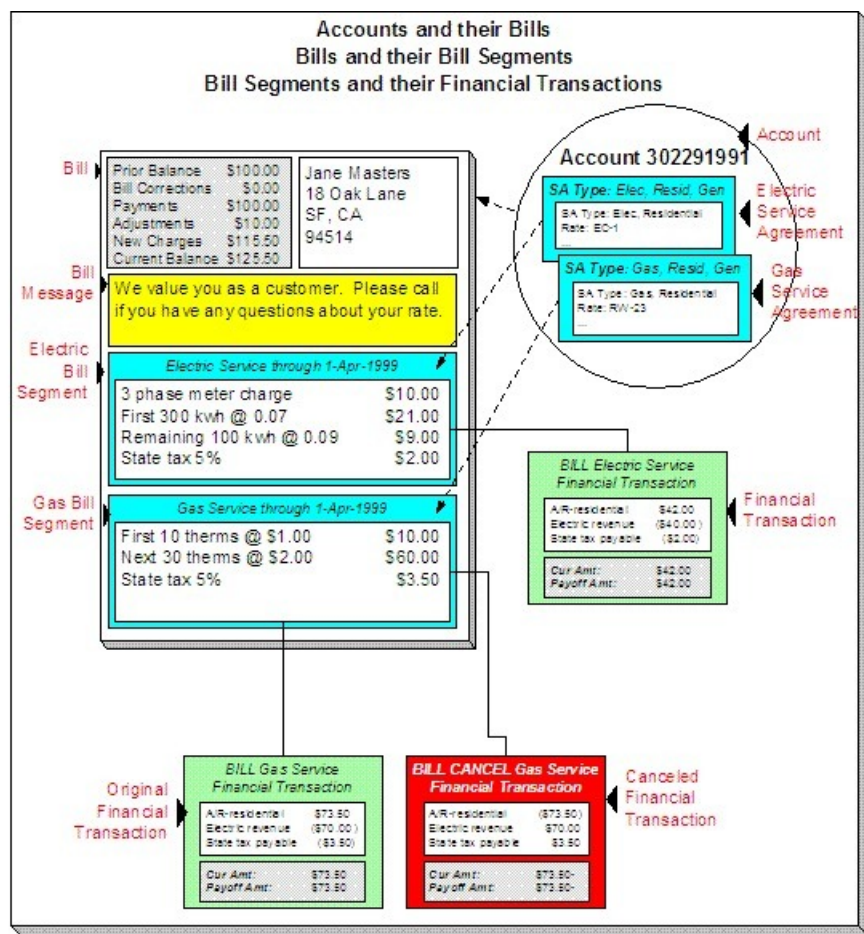 Accounts and their Bills
Bills and their Bill Segments
Bill Segments and their Financial Transactions
Account
Account 302291991
SA Type: Elec, Resid, Gen
SA Type: Elec, Residential
Rate: EC-1
...
Electric
Service
Agreement
SA Type: Gas, Resid, Gen
SA Type: Gas, Residential
Rate: RW-23
...
Gas
Service
Agreement
Bill
Prior Balance $100.00
Bill Corrections $0.00
Payments $100.00
Adjustments $10.00
New Charges $115.50
Current Balance $125.50
Jane Masters
18 Oak Lane
SF, CA
94514
Bill
Message
We value you as a customer. Please call
if you have any questions about your rate.
Electric
Bill
Segment
Electric Service through 1-Apr-1999
3 phase meter charge $10.00
First 300 kwh @ 0.07 $21.00
Remaining 100 kwh @ 0.09 $9.00
State tax 5% $2.00
Gas Bill
Segment
Gas Service through 1-Apr-1999
First 10 therms @ $1.00 $10.00
Next 30 therms @ $2.00 $60.00
State tax 5% $3.50
BILL Electric Service
Financial Transaction
A/R-residential $42.00
Electric revenue ($40.00)
State tax payable ($2.00)
Cur Amt: $42.00
Payoff Amt: $42.00
Financial
Transaction
Original
Financial
Transaction
BILL Gas Service
Financial Transaction
A/R-residential $73.50
Electric revenue ($70.00)
State tax payable ($3.50)
Cur Amt: $73.50
Payoff Amt: $73.50
BILL CANCEL Gas Service
Financial Transaction
A/R-residential ($73.50)
Electric revenue $70.00
State tax payable $3.50
Cur Amt: $73.50-
Payoff Amt: $73.50-
Canceled
Financial
Transaction